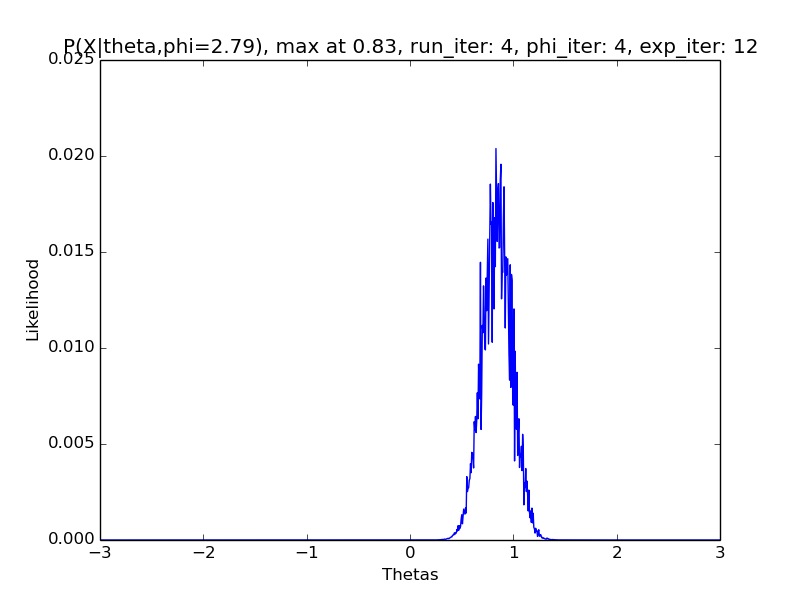 P(X|theta,phi=2.79), max at 0.83, run_iter: 4, phi_iter: 4, exp_iter: 12
0.025
0.020
0.015
0.010
0.005
0.000
Likelihood
−3 −2 −1 0 1 2 3
Thetas